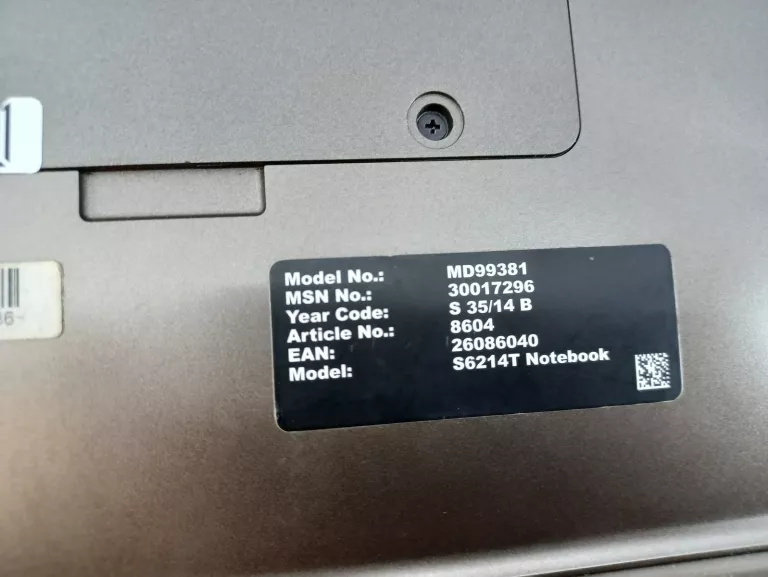 Model No.: MD99381
MSN No.: 30017296
Year Code: S 35/14 B
Article No.: 8604
EAN: 26086040
Model: S6214T Notebook